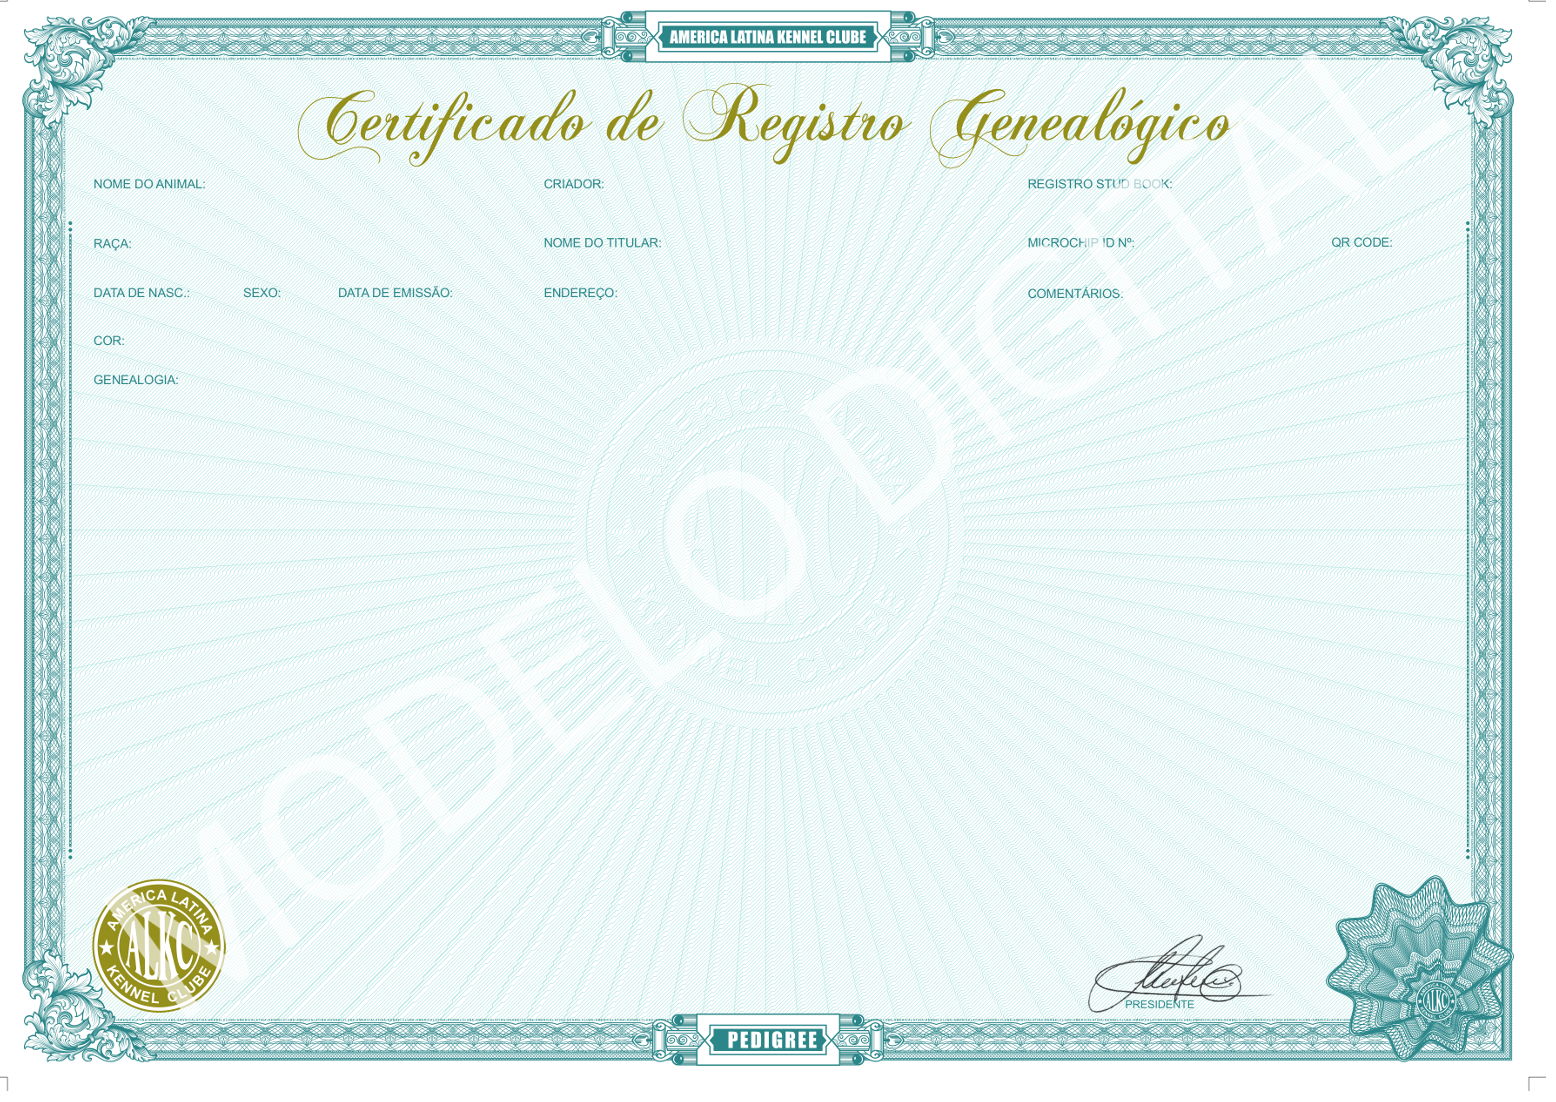 AMERICA LATINA KENNEL CLUBE
Certificado de Registro Genealógico
NOME DO ANIMAL: CRIADOR: REGISTRO STUD BOOK:
RAÇA: NOME DO TITULAR: MICROCHIP ID Nº: QR CODE:
DATA DE NASC.: SEXO: DATA DE EMISSÃO: ENDEREÇO: COMENTÁRIOS:
COR:
GENEALOGIA:
MODELO DIGITAL
AMERICA LATINA
ALKC
KENNEL CLUBE
PRESIDENTE
ALKC
PEDIGREE